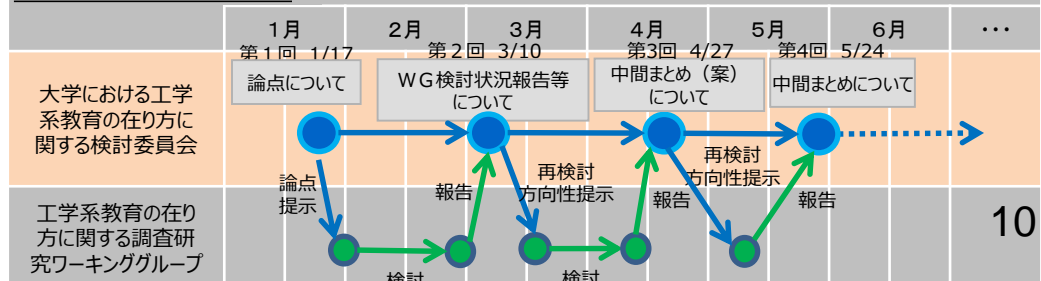 1月 2月 3月 4月 5月 6月 …
第1回 1/17 第2回 3/10 第3回 4/27 第4回 5/24
論点について
WG検討状況報告等
について
中間まとめ（案）
について
中間まとめについて
大学における工学
系教育の在り方に
関する検討委員会
論点
提示
報告
再検討
方向性提示
報告
再検討
方向性提示
報告
工学系教育の在り
方に関する調査研
究ワーキンググループ
検討
検討
10